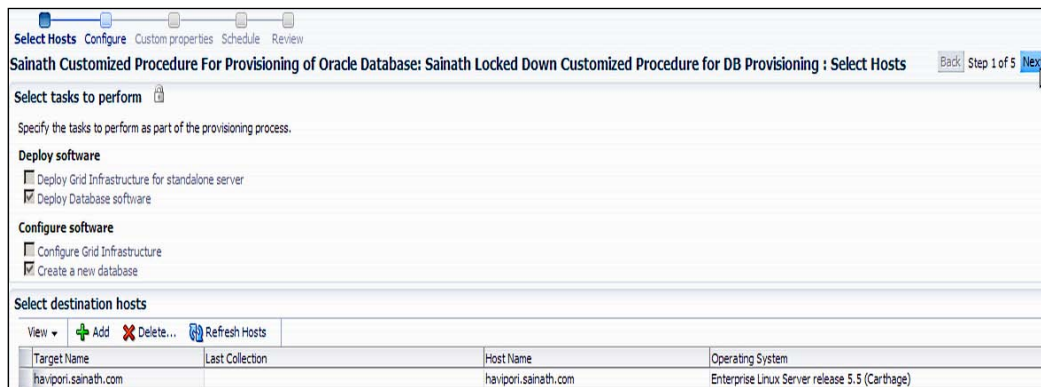 Select Hosts Configure Custom properties Schedule Review
Sainath Customized Procedure For Provisioning of Oracle Database: Sainath Locked Down Customized Procedure for DB Provisioning : Select Hosts
Back Step 1 of 5 Next
Select tasks to perform
Specify the tasks to perform as part of the provisioning process.
Deploy software
Deploy Grid Infrastructure for standalone server
Deploy Database software
Configure software
Configure Grid Infrastructure
Create a new database
Select destination hosts
View Add Delete... Refresh Hosts
Target Name Last Collection Host Name Operating System
havipori.sainath.com havipori.sainath.com Enterprise Linux Server release 5.5 (Carthage)